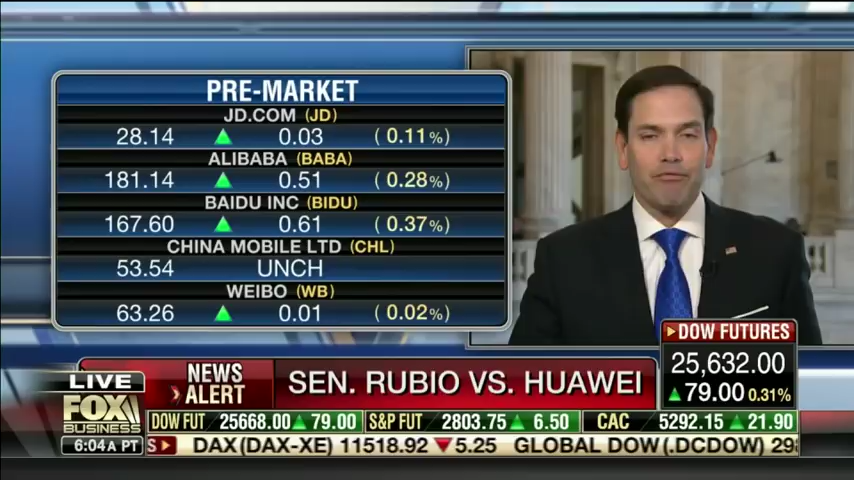 PRE-MARKET
JD.COM (JD)
28.14 ▲ 0.03 (0.11%)
ALIBABA (BABA)
181.14 ▲ 0.51 (0.28%)
BAIDU INC (BIDU)
167.60 ▲ 0.61 (0.37%)
CHINA MOBILE LTD (CHL)
53.54 UNCH
WEIBO (WB)
63.26 ▲ 0.01 (0.02%)
DOW FUTURES
25,632.00
▲79.00 0.31%
NEWS ALERT
SEN. RUBIO VS. HUAWEI
LIVE
FOX
BUSINESS
6:04A PT
DOW FUT 25668.00▲79.00 S&P FUT 2803.75▲6.50 CAC 5292.15▲21.90
DAX(DAX-XE) 11518.92▼5.25 GLOBAL DOW(.DCDOW)